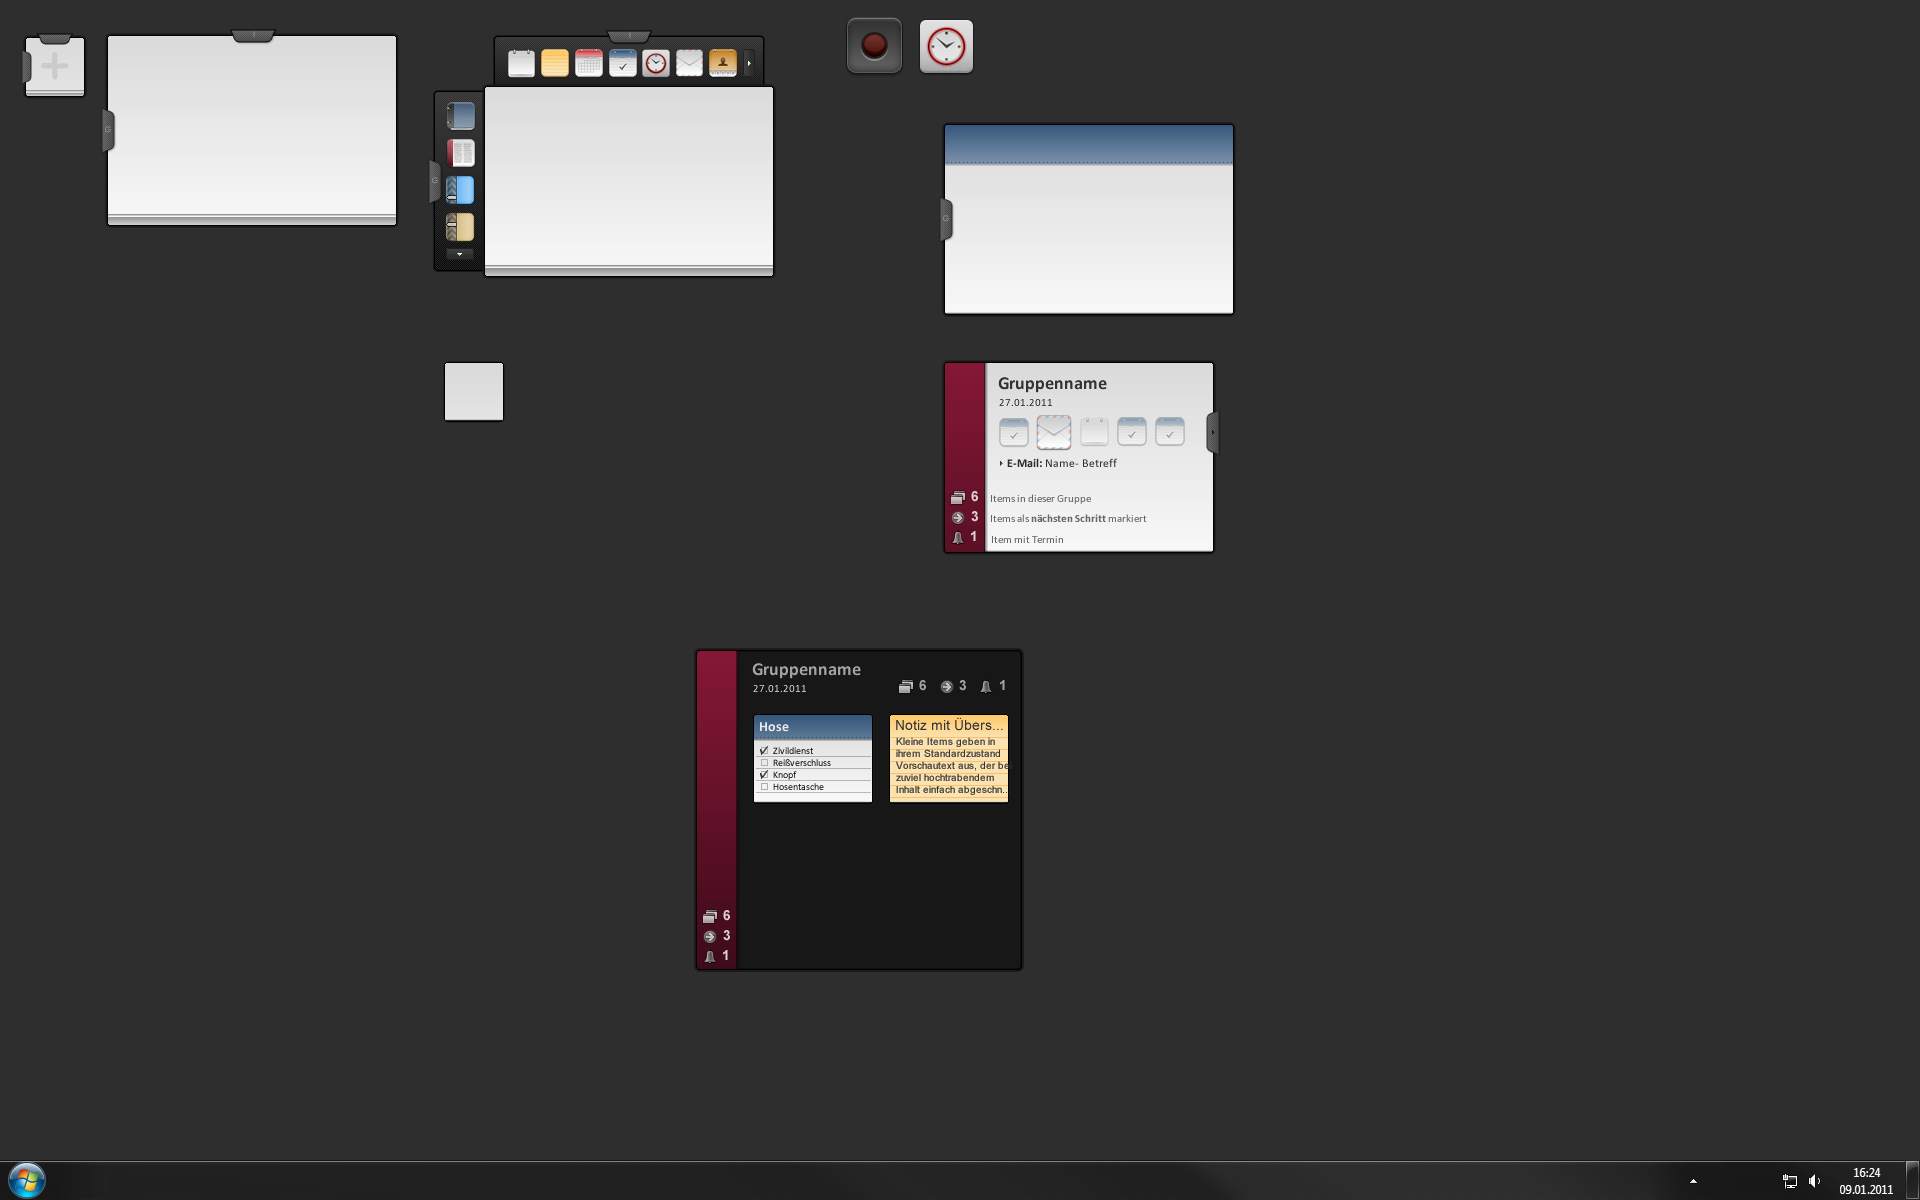 G
G
G
Gruppenname
27.01.2011
E-Mail: Name- Betreff
6 Items in dieser Gruppe
3 Items als nächsten Schritt markiert
1 Item mit Termin
Gruppenname
27.01.2011
6 3 1
Hose
Zivildienst
Reißverschluss
Knopf
Hosentasche
Notiz mit Übers...
Kleine Items geben in
ihrem Standardzustand
Vorschautext aus, der be
zuviel hochtrabendem
Inhalt einfach abgeschn..
6
3
1
16:24
09.01.2011